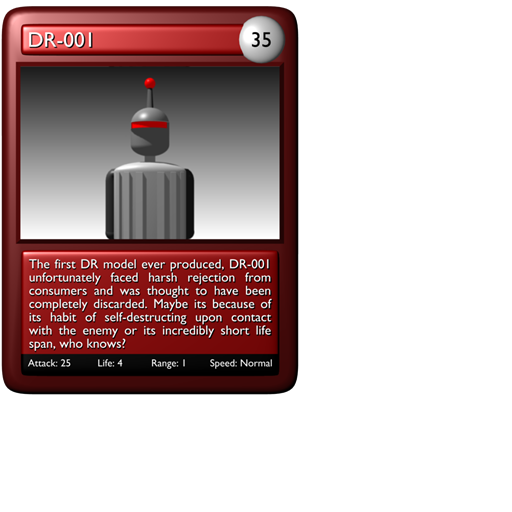 DR-001
35
The first DR model ever produced, DR-001
unfortunately faced harsh rejection from
consumers and was thought to have been
completely discarded. Maybe its because of
its habit of self-destructing upon contact
with the enemy or its incredibly short life
span, who knows?
Attack: 25 Life: 4 Range: 1 Speed: Normal